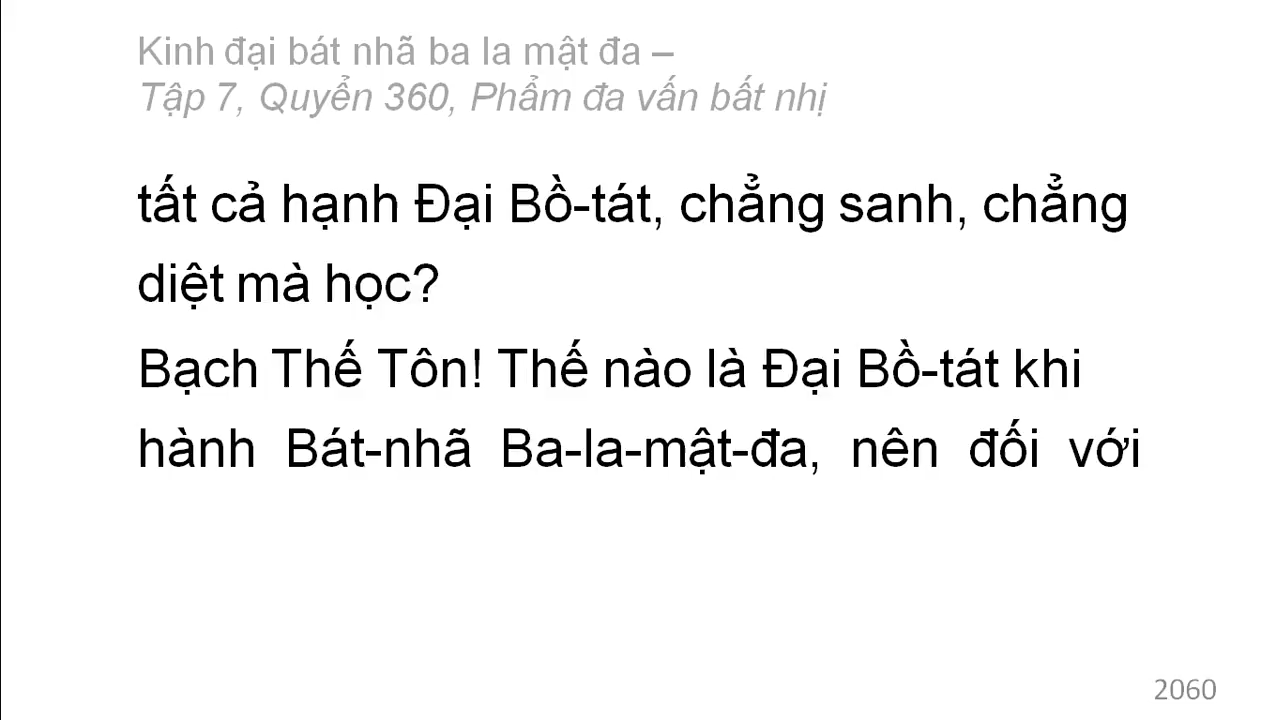 Kinh đại bát nhã ba la mật đa –
Tập 7, Quyển 360, Phẩm đa vấn bất nhị
tất cả hạnh Đại Bồ-tát, chẳng sanh, chẳng
diệt mà học?
Bạch Thế Tôn! Thế nào là Đại Bồ-tát khi
hành Bát-nhã Ba-la-mật-đa, nên đối với
2060